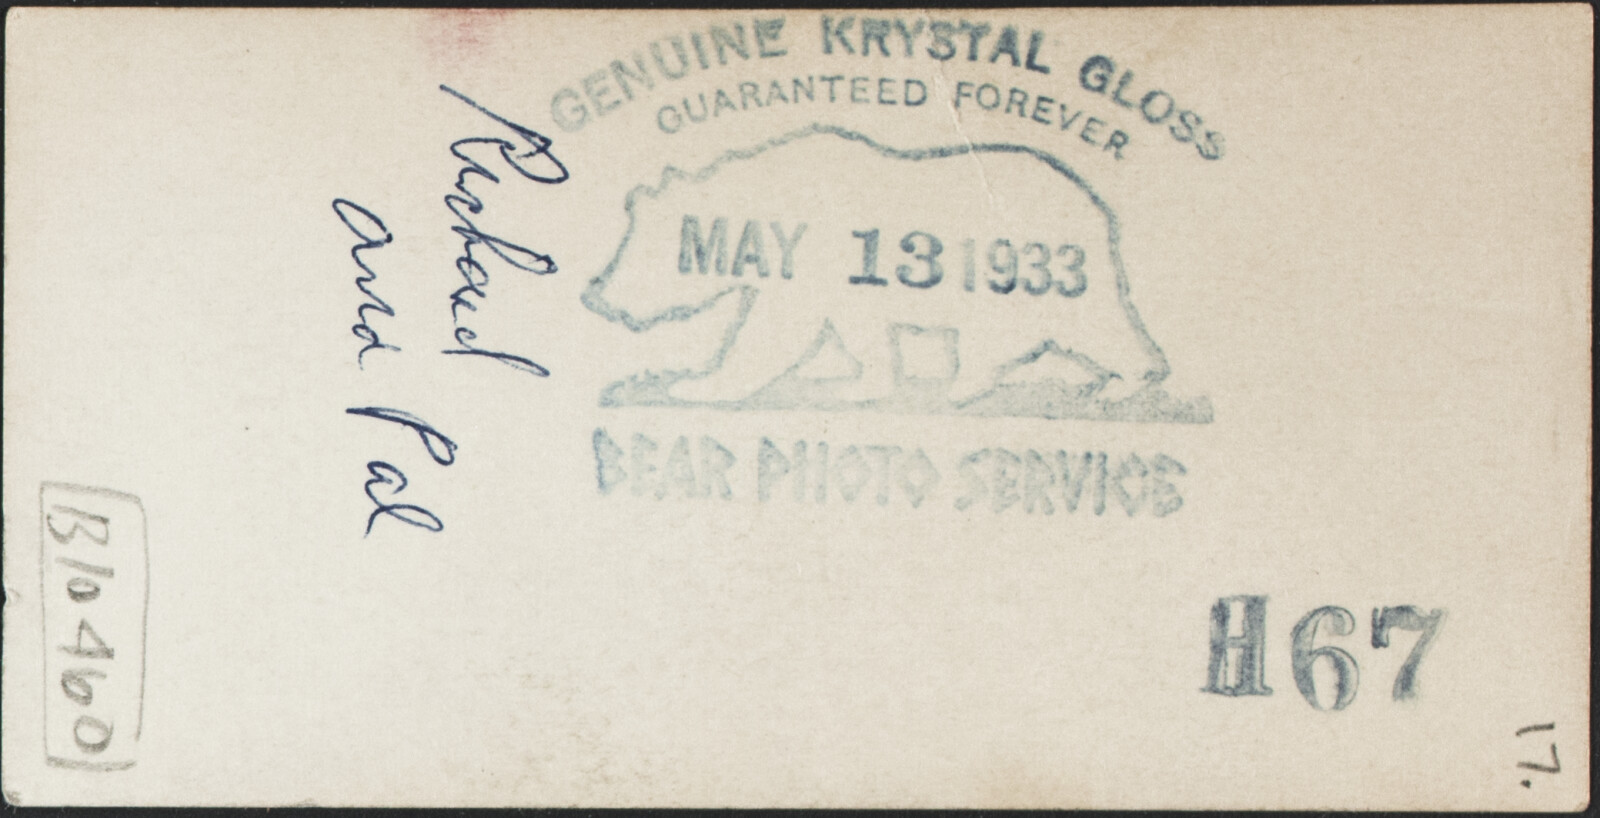 GENUINE KRYSTAL GLOSS
GUARANTEED FOREVER
MAY 13 1933
BEAR PHOTO SERVICE
H67
Richard
and Pal
B10460
17.